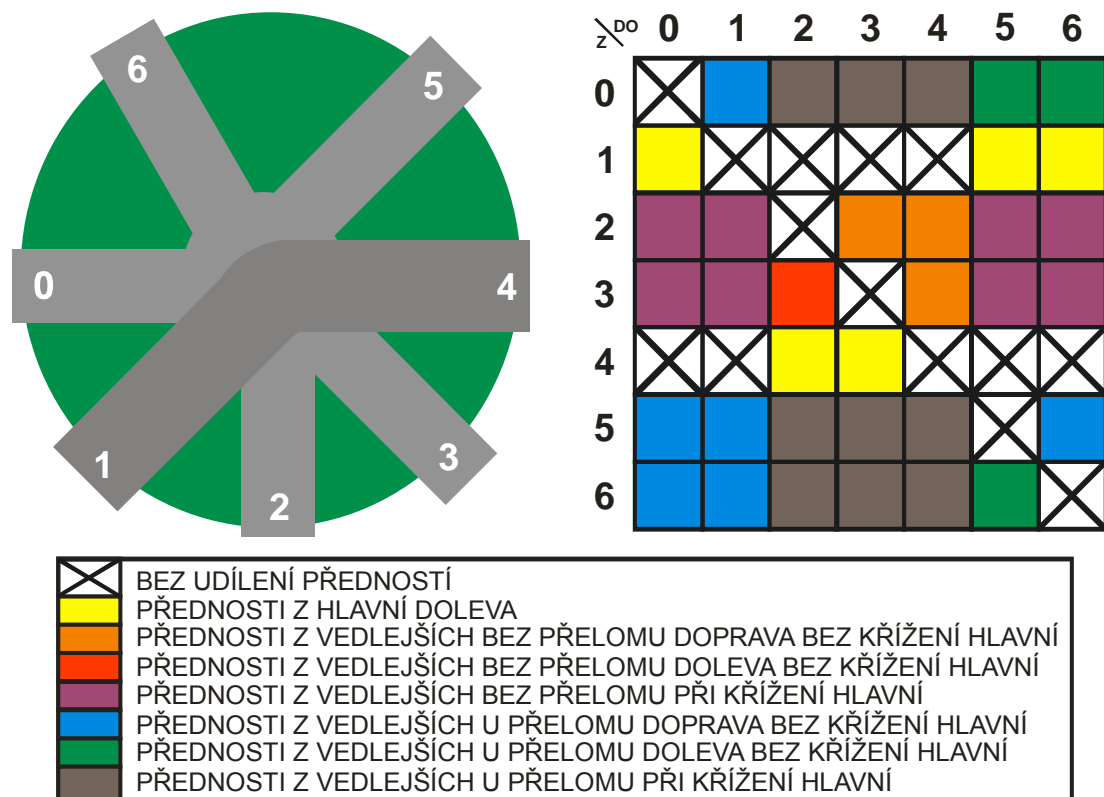 6
5
0
4
1
3
2
Z DO 0 1 2 3 4 5 6
0
1
2
3
4
5
6
BEZ UDÍLENÍ PŘEDNOSTÍ
PŘEDNOSTI Z HLAVNÍ DOLEVA
PŘEDNOSTI Z VEDLEJŠÍCH BEZ PŘELOMU DOPRAVA BEZ KŘÍŽENÍ HLAVNÍ
PŘEDNOSTI Z VEDLEJŠÍCH BEZ PŘELOMU DOLEVA BEZ KŘÍŽENÍ HLAVNÍ
PŘEDNOSTI Z VEDLEJŠÍCH BEZ PŘELOMU PŘI KŘÍŽENÍ HLAVNÍ
PŘEDNOSTI Z VEDLEJŠÍCH U PŘELOMU DOPRAVA BEZ KŘÍŽENÍ HLAVNÍ
PŘEDNOSTI Z VEDLEJŠÍCH U PŘELOMU DOLEVA BEZ KŘÍŽENÍ HLAVNÍ
PŘEDNOSTI Z VEDLEJŠÍCH U PŘELOMU PŘI KŘÍŽENÍ HLAVNÍ